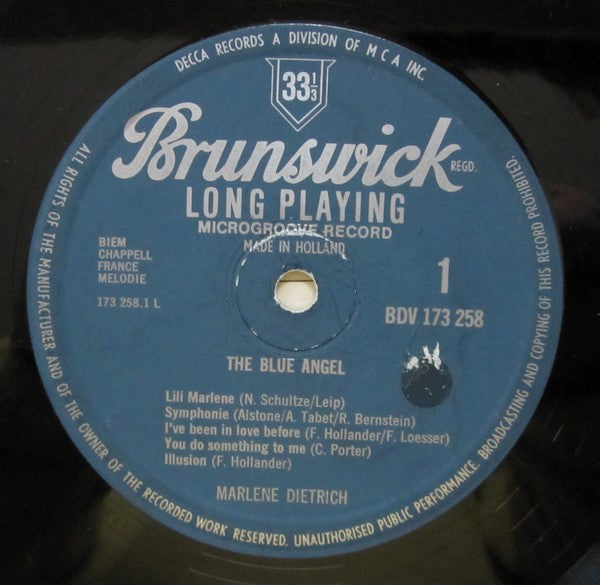 DECCA RECORDS A DIVISION OF M C A INC.
33 1/3
Brunswick REGD.
LONG PLAYING
MICROGROOVE RECORD
MADE IN HOLLAND
BIEM
CHAPPELL
FRANCE
MELODIE
173 258.1 L
1
BDV 173 258
THE BLUE ANGEL
Lili Marlene (N. Schultze/Leip)
Symphonie (Alstone/A. Tabet/R. Bernstein)
I've been in love before (F. Hollander/F. Loesser)
You do something to me (C. Porter)
Illusion (F. Hollander)
MARLENE DIETRICH
ALL RIGHTS OF THE MANUFACTURER AND OF THE OWNER OF THE RECORDED WORK RESERVED. UNAUTHORISED PUBLIC PERFORMANCE. BROADCASTING AND COPYING OF THIS RECORD PROHIBITED.